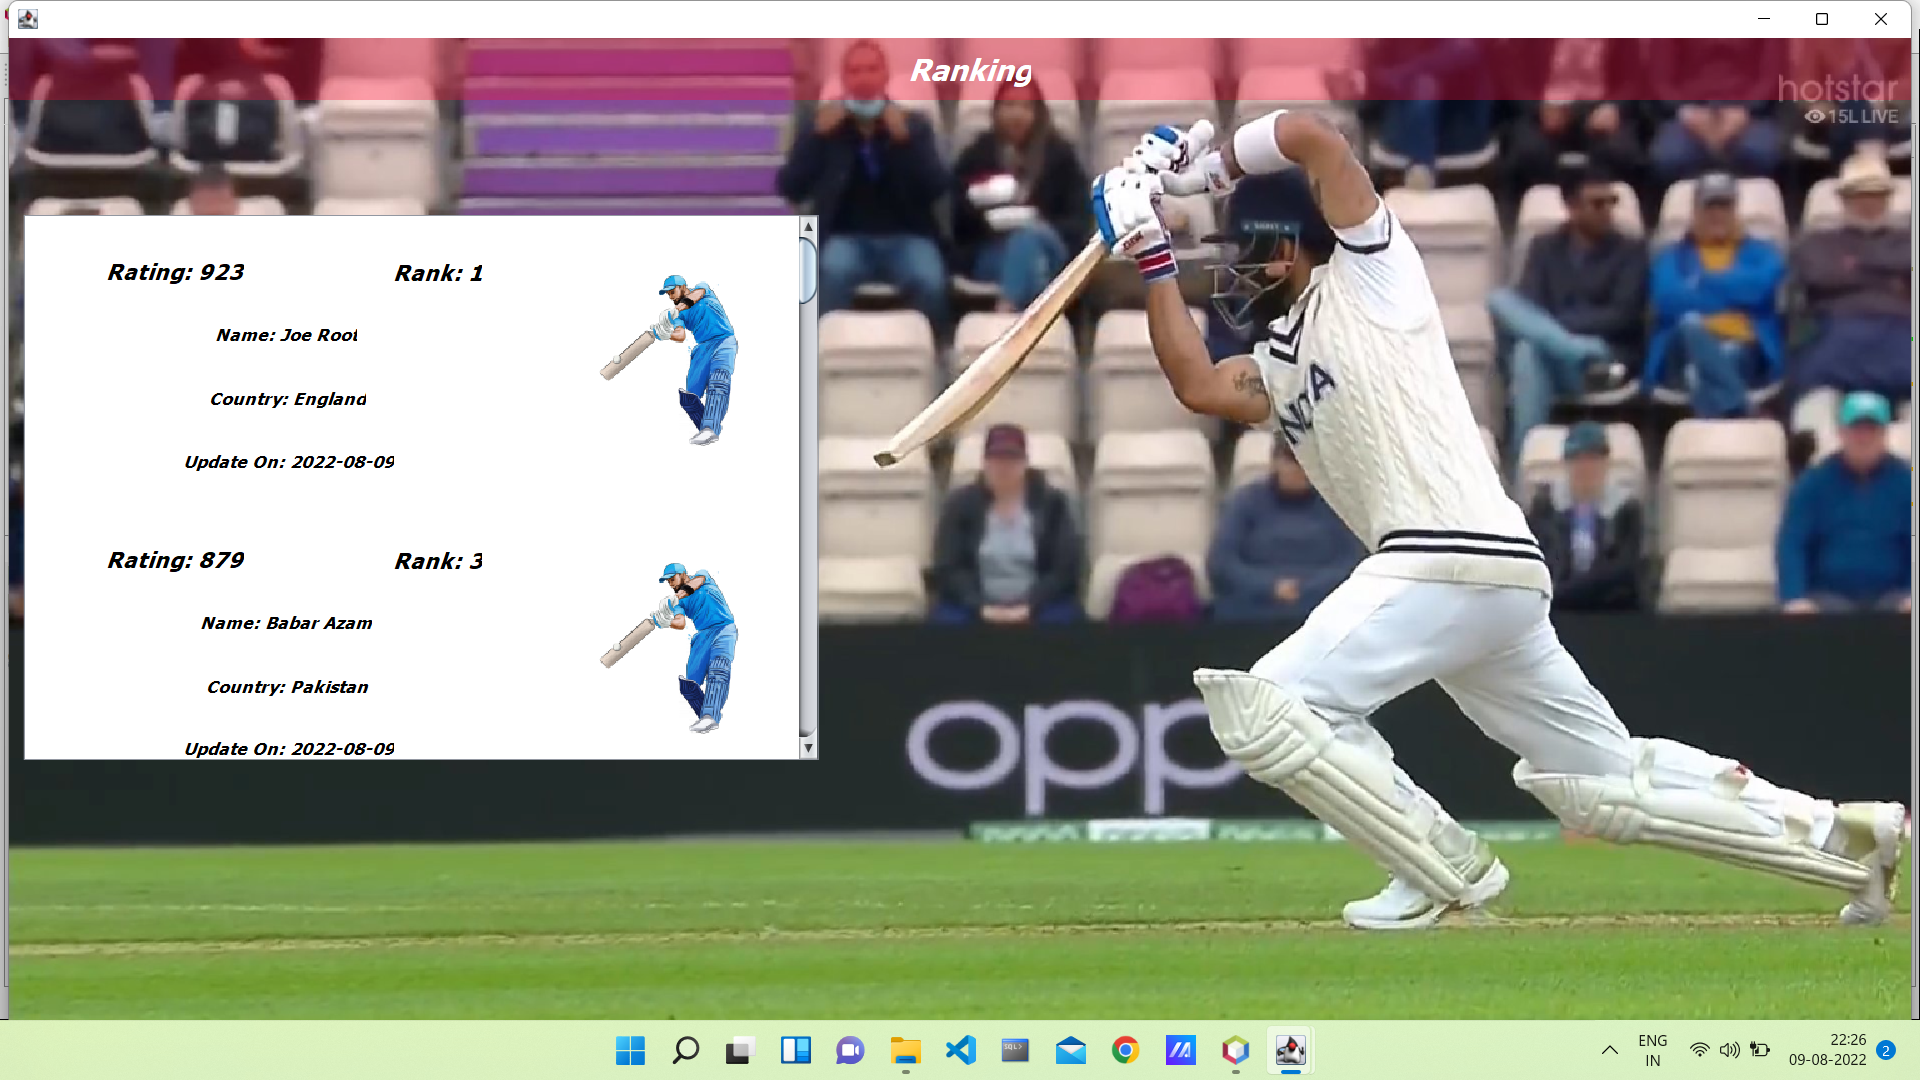 Ranking
hotstar
15L LIVE
Rating: 923
Rank: 1
Name: Joe Root
Country: England
Update On: 2022-08-09
Rating: 879
Rank: 3
Name: Babar Azam
Country: Pakistan
Update On: 2022-08-09
opp
SQL>
ENG
IN
22:26
09-08-2022
2